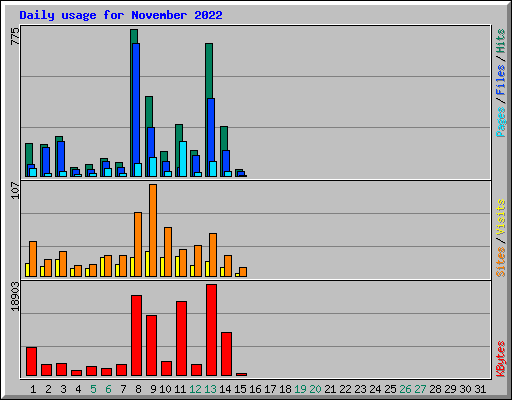 Daily usage for November 2022
775
Pages / Files / Hits
107
Sites / Visits
18903
KBytes
1 2 3 4 5 6 7 8 9 10 11 12 13 14 15 16 17 18 19 20 21 22 23 24 25 26 27 28 29 30 31